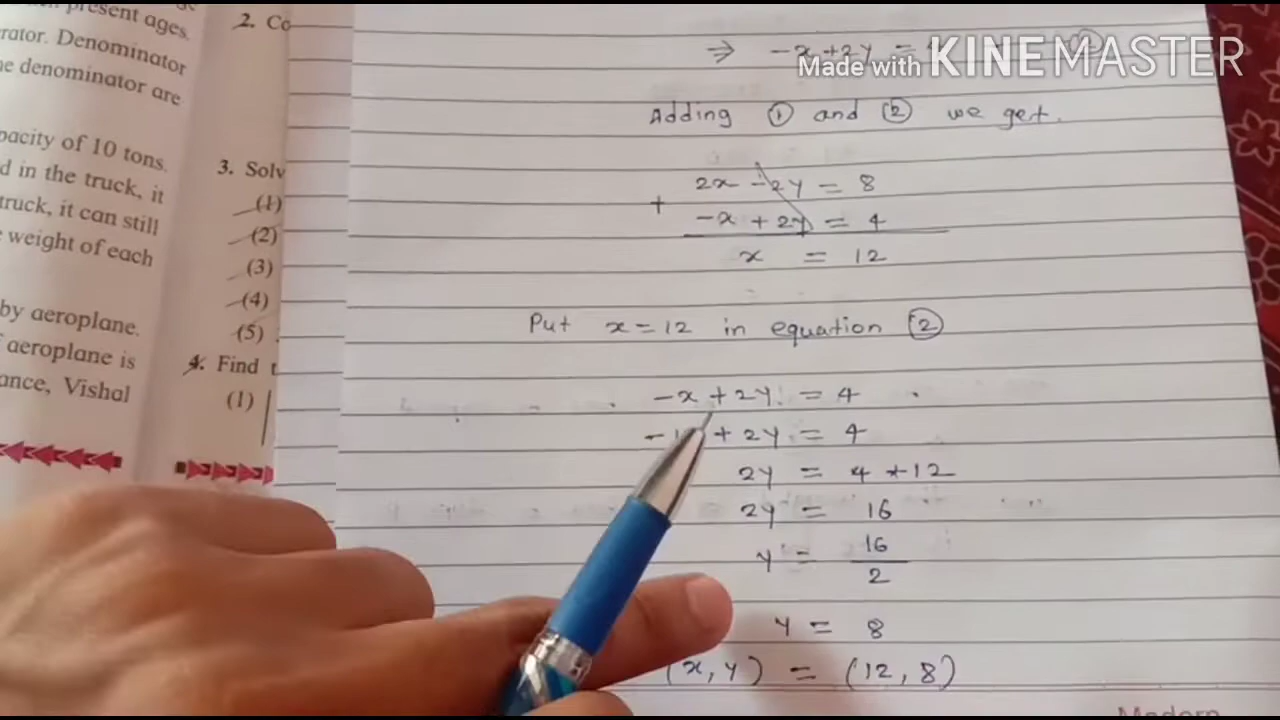 present ages.
Denominator
denominator are
of 10 tons.
d in the truck, it
truck, it can still
weight of each
by aeroplane.
aeroplane is
Vishal
2. Co
3. Solv
(1)
(2)
(3)
(4)
(5)
4. Find t
(1)
⇒ -x + 2y =
Made with KINEMASTER
Adding ① and ② we get.
2x - 2y = 8
+
-x + 2y = 4
x = 12
Put x = 12 in equation ②
-x + 2y = 4
+ 2y = 4
2y = 4 + 12
2y = 16
y = 16
2
y = 8
(x, y) = (12, 8)